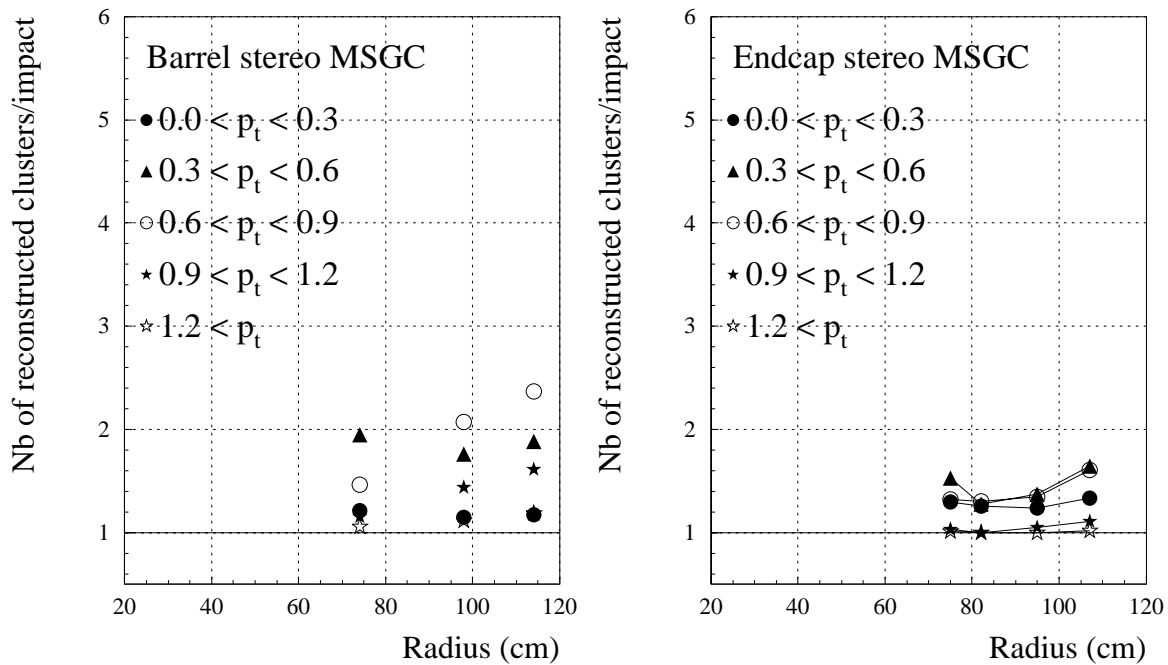 Nb of reconstructed clusters/impact
6
5
4
3
2
1
Barrel stereo MSGC
0.0 < p_t < 0.3
0.3 < p_t < 0.6
0.6 < p_t < 0.9
0.9 < p_t < 1.2
1.2 < p_t
20 40 60 80 100 120
Radius (cm)
Nb of reconstructed clusters/impact
6
5
4
3
2
1
Endcap stereo MSGC
0.0 < p_t < 0.3
0.3 < p_t < 0.6
0.6 < p_t < 0.9
0.9 < p_t < 1.2
1.2 < p_t
20 40 60 80 100 120
Radius (cm)